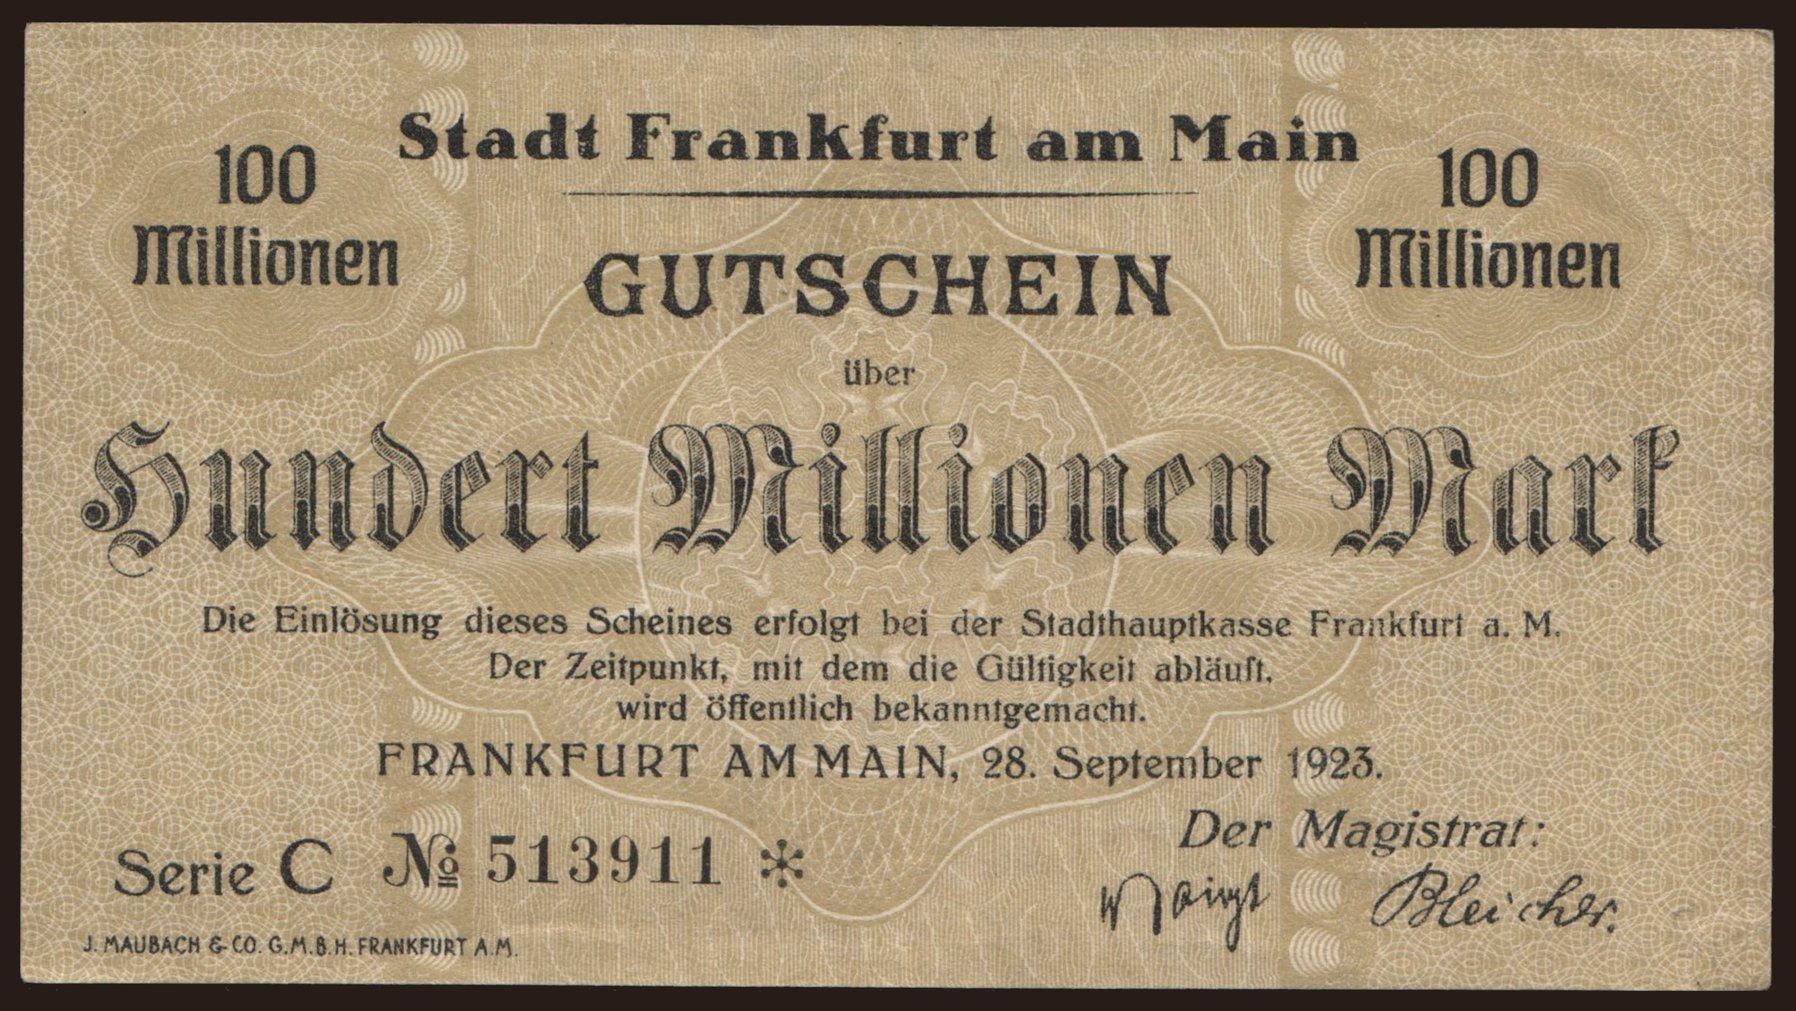 Stadt Frankfurt am Main
100
Millionen
100
Millionen
GUTSCHEIN
über
Hundert Millionen Mark
Die Einlösung dieses Scheines erfolgt bei der Stadthauptkasse Frankfurt a. M.
Der Zeitpunkt, mit dem die Gültigkeit abläuft,
wird öffentlich bekanntgemacht.
FRANKFURT AM MAIN, 28. September 1923.
Der Magistrat:
Serie C № 513911 *
Voigt Bleicher.
J. MAUBACH & CO. G.M.B.H. FRANKFURT A.M.